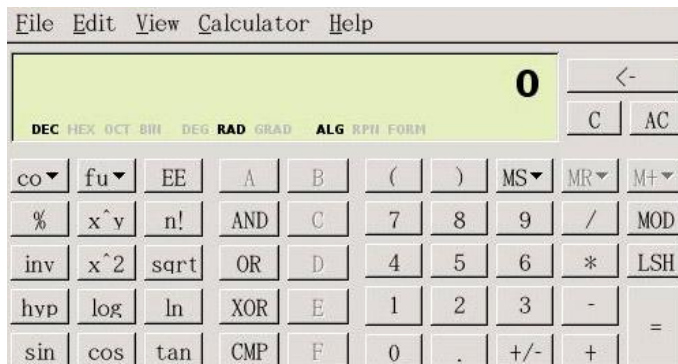 File Edit View Calculator Help
0
<-
DEC HEX OCT BIN DEG RAD GRAD ALG RPN FORM
C AC
co fu EE A B ( ) MS MR M+
% x^y n! AND C 7 8 9 / MOD
inv x^2 sqrt OR D 4 5 6 * LSH
hyp log ln XOR E 1 2 3 -
=
sin cos tan CMP F 0 . +/- +